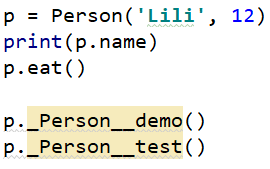 p = Person('Lili', 12)
print(p.name)
p.eat()
p._Person__demo()
p._Person__test()